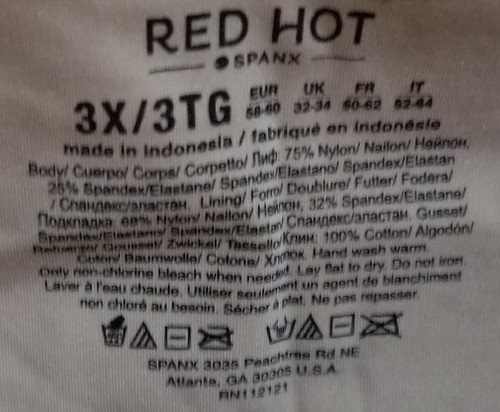 RED HOT
SPANX
3X/3TG
EUR UK FR IT
58-60 32-34 60-62 62-64
made in Indonesia / fabriqué en Indonésie
Body/ Cuerpo/ Corps/ Corpetto/ Лиф: 75% Nylon/ Nailon/ Нейлон,
25% Spandex/Elastane/ Spandex/Elastano/ Spandex/Elastan
/ Спандекс/эластан. Lining/ Forro/ Doublure/ Futter/ Fodera/
Подкладка: 68% Nylon/ Nailon/ Нейлон, 32% Spandex/Elastane/
Spandex/Elastano/ Spandex/Elastan/ Спандекс/эластан. Gusset/
Refuerzo/ Gousset/ Zwickel/ Tassello/ Клин: 100% Cotton/ Algodón/
Coton/ Baumwolle/ Cotone/ Хлопок. Hand wash warm.
Only non-chlorine bleach when needed. Lay flat to dry. Do not iron.
Laver à l'eau chaude. Utiliser seulement un agent de blanchiment
non chloré au besoin. Sécher à plat. Ne pas repasser.
SPANX 3035 Peachtree Rd NE
Atlanta, GA 30305 U.S.A.
RN112121